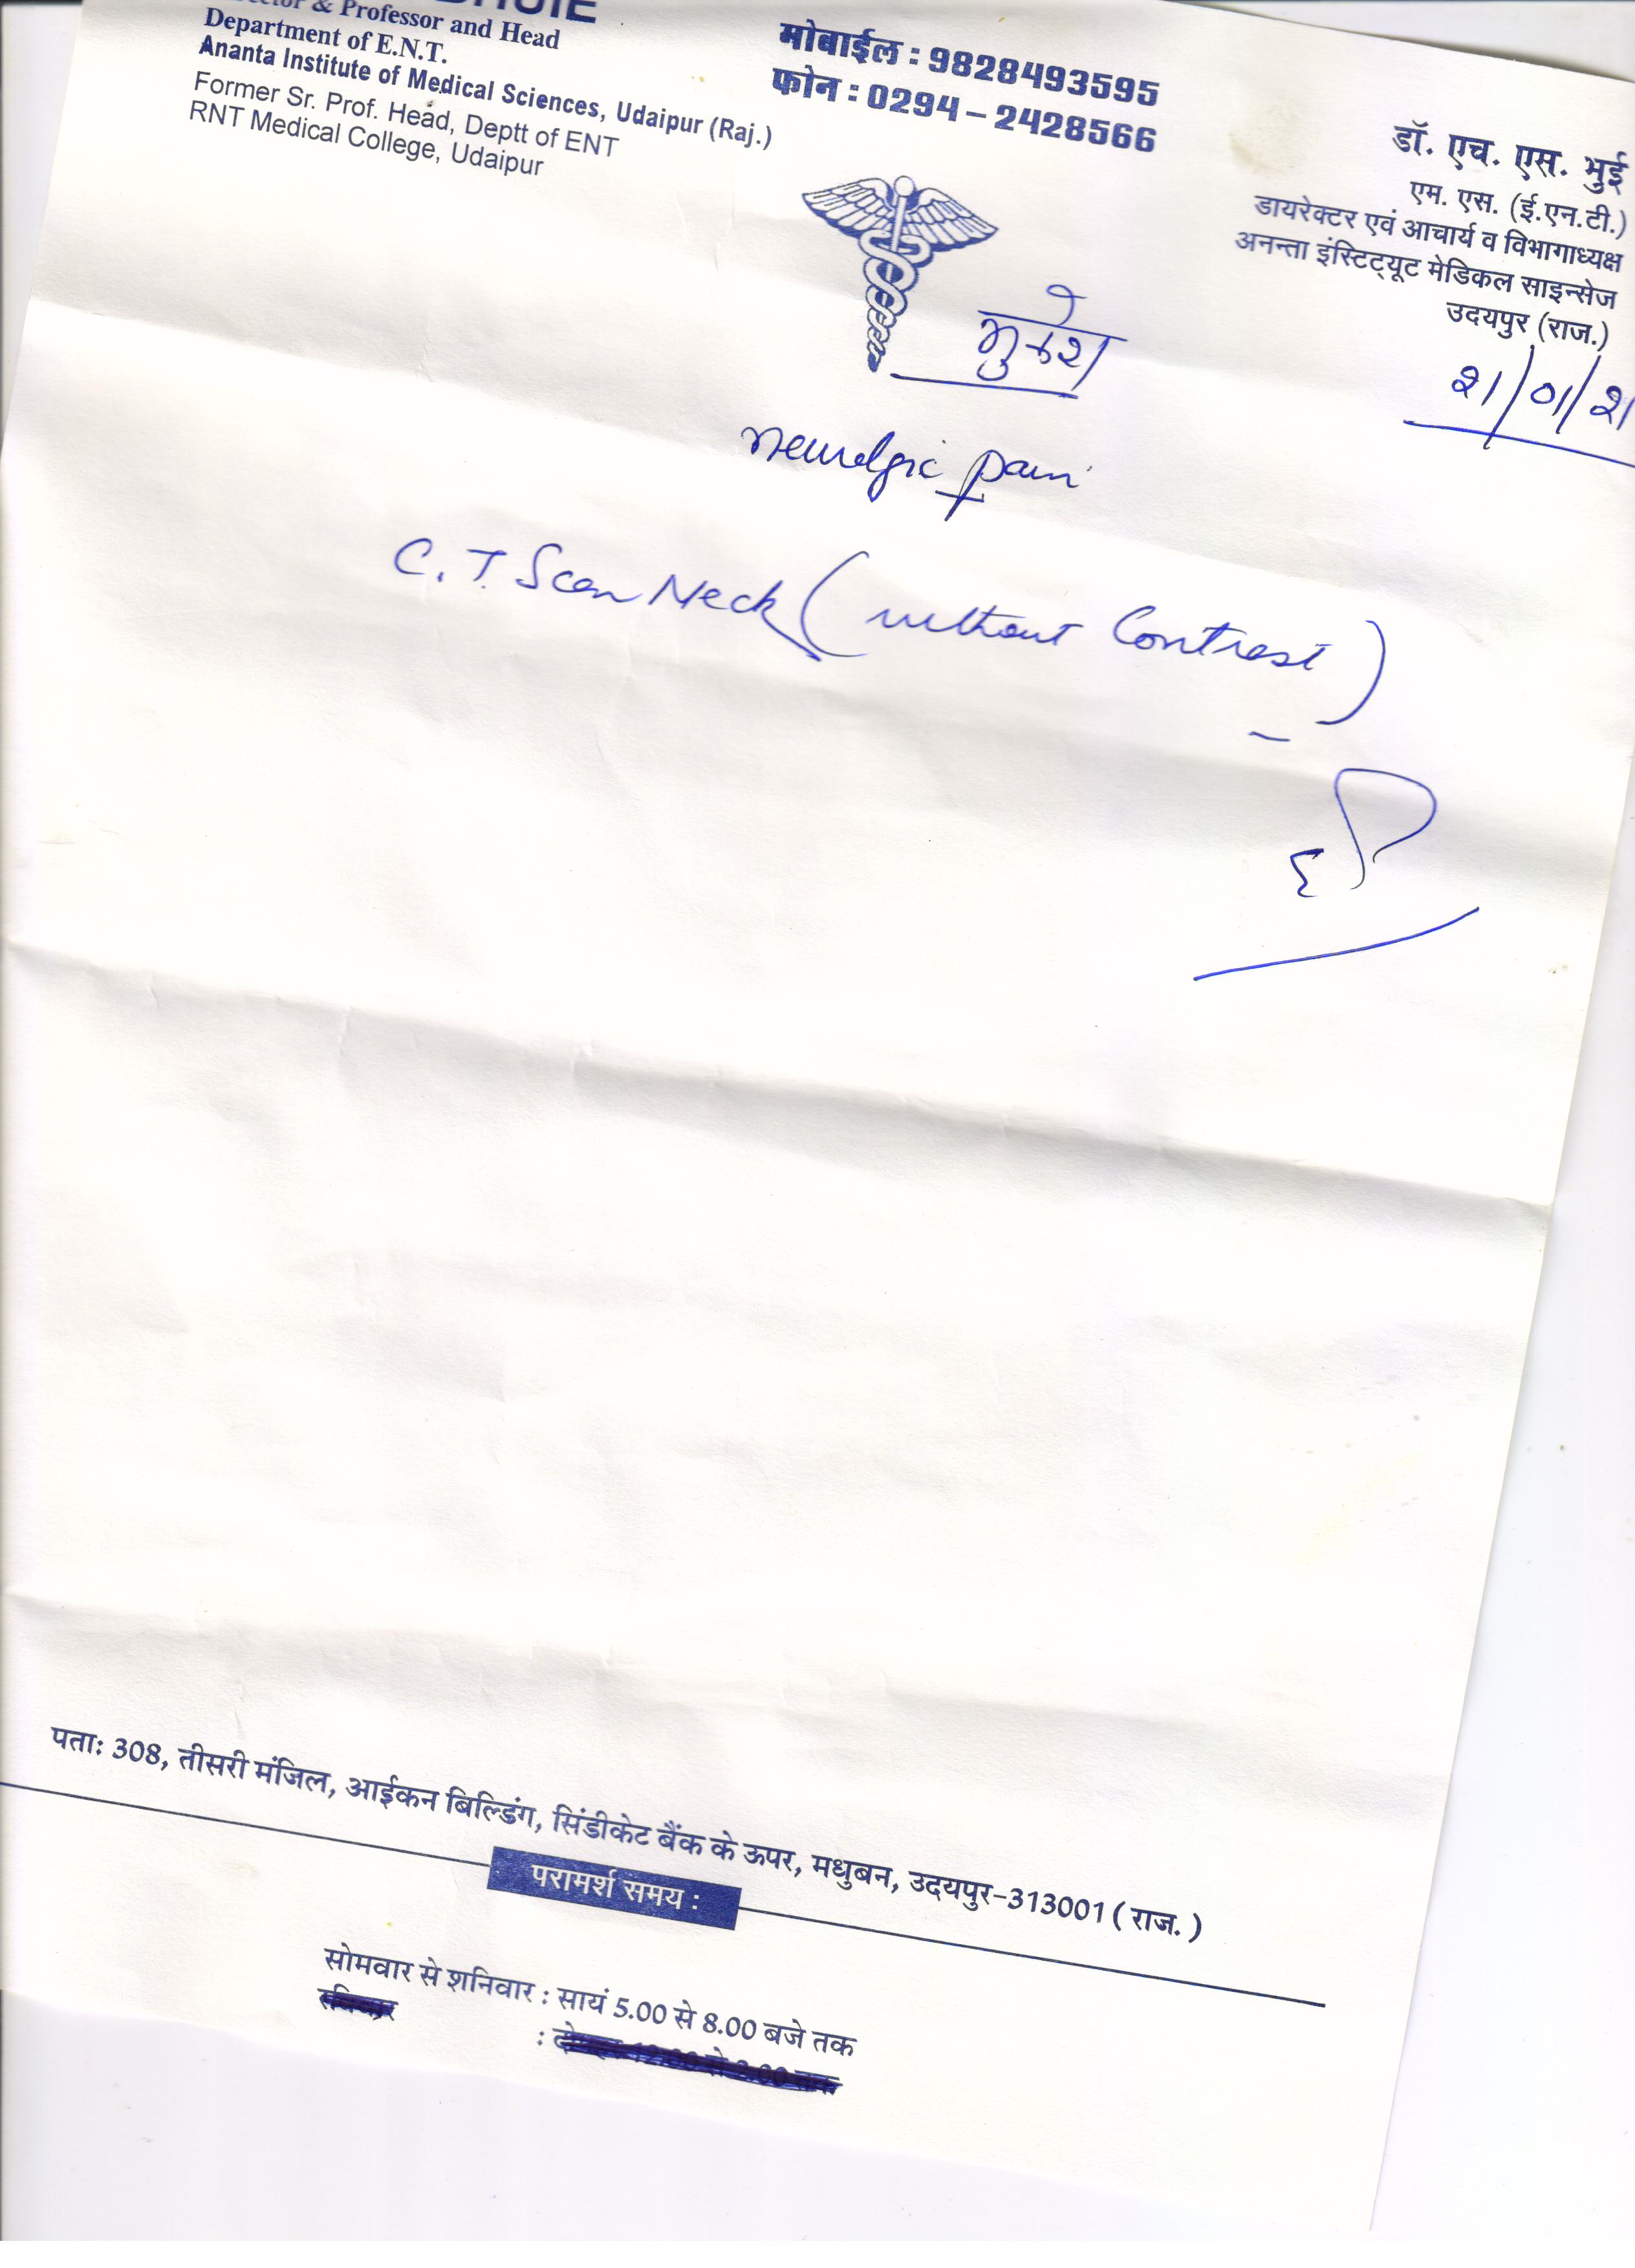 & Professor and Head
Department of E.N.T.
Ananta Institute of Medical Sciences, Udaipur (Raj.)
Former Sr. Prof. Head, Deptt of ENT
RNT Medical College, Udaipur
मोबाईल : 9828493595
फोन : 0294 – 2428566
डॉ. एच. एस. भुई
एम. एस. (ई.एन.टी.)
डायरेक्टर एवं आचार्य व विभागाध्यक्ष
अनन्ता इंस्टिट्यूट मेडिकल साइन्सेज
उदयपुर (राज.)
मुकेश
21/01/21
Neuralgic pain
C.T. Scan Neck (without Contrast)
पता: 308, तीसरी मंजिल, आईकन बिल्डिंग, सिंडीकेट बैंक के ऊपर, मधुबन, उदयपुर-313001 ( राज. )
परामर्श समय :
सोमवार से शनिवार : सायं 5.00 से 8.00 बजे तक